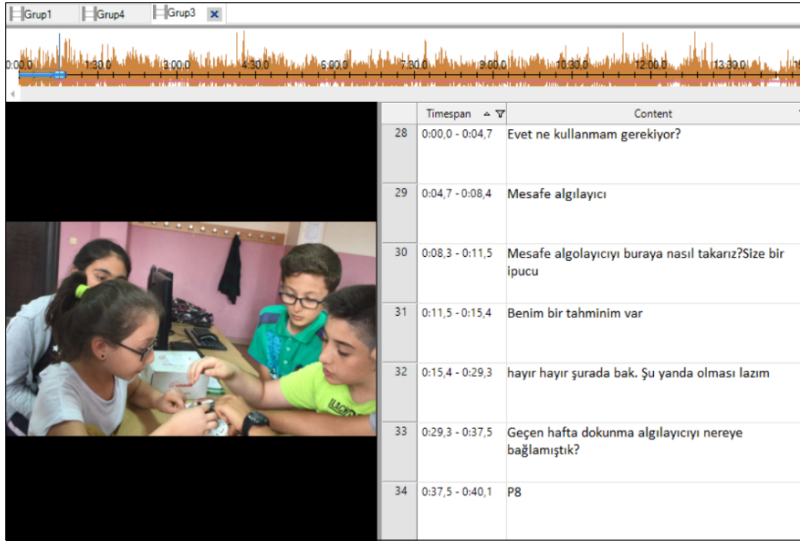 Grup1 Grup4 Grup3
0:00,0 1:30,0 3:00,0 4:30,0 6:00,0 7:30,0 9:00,0 10:30,0 12:00,0 13:30,0
Timespan Content
28 0:00,0 - 0:04,7 Evet ne kullanmam gerekiyor?
29 0:04,7 - 0:08,4 Mesafe algılayıcı
30 0:08,3 - 0:11,5 Mesafe algolayıcıyı buraya nasıl takarız?Size bir
ipucu
31 0:11,5 - 0:15,4 Benim bir tahminim var
32 0:15,4 - 0:29,3 hayır hayır şurada bak. Şu yanda olması lazım
33 0:29,3 - 0:37,5 Geçen hafta dokunma algılayıcıyı nereye
bağlamıştık?
34 0:37,5 - 0:40,1 P8